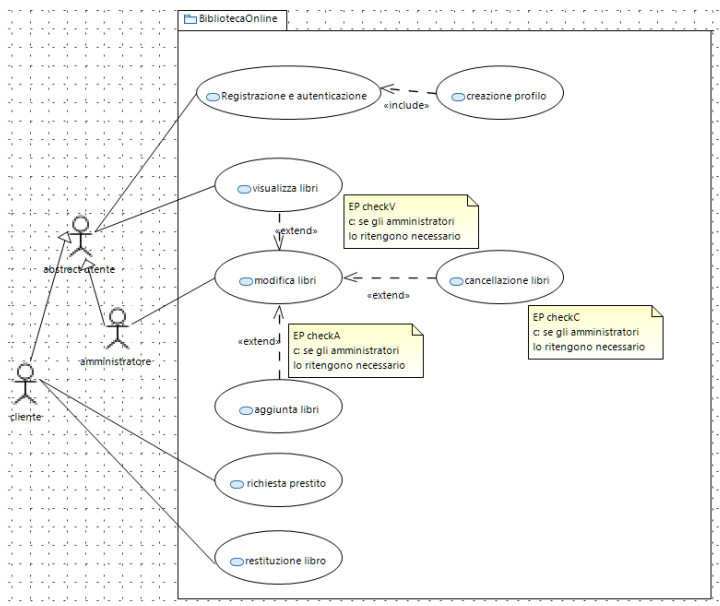 BibliotecaOnline
Registrazione e autenticazione
«include»
creazione profilo
visualizza libri
EP checkV
c: se gli amministratori
lo ritengono necessario
«extend»
abstract utente
modifica libri
«extend»
cancellazione libri
EP checkC
c: se gli amministratori
lo ritengono necessario
amministratore
«extend»
EP checkA
c: se gli amministratori
lo ritengono necessario
cliente
aggiunta libri
richiesta prestito
restituzione libro